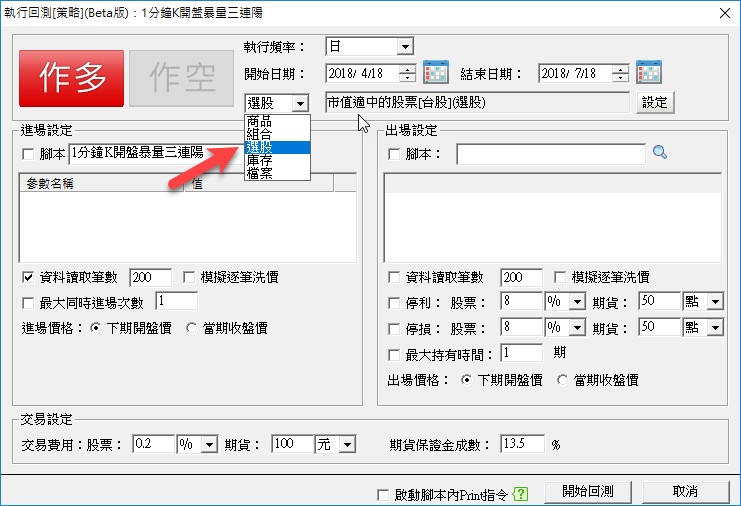 執行回測[策略](Beta版)：1分鐘K開盤暴量三連陽
作多 作空
執行頻率： 日
開始日期： 2018/ 4/18 結束日期： 2018/ 7/18
選股 市值適中的股票[台股](選股) 設定
商品
組合
選股
庫存
檔案
進場設定
腳本 1分鐘K開盤暴量三連陽
參數名稱 值
資料讀取筆數 200 模擬逐筆洗價
最大同時進場次數 1
進場價格： 下期開盤價 當期收盤價
出場設定
腳本：
資料讀取筆數 200 模擬逐筆洗價
停利： 股票： 8 % 期貨： 50 點
停損： 股票： 8 % 期貨： 50 點
最大持有時間： 1 期
出場價格： 下期開盤價 當期收盤價
交易設定
交易費用：股票： 0.2 % 期貨： 100 元 期貨保證金成數： 13.5 %
啟動腳本內Print指令 ? 開始回測 取消